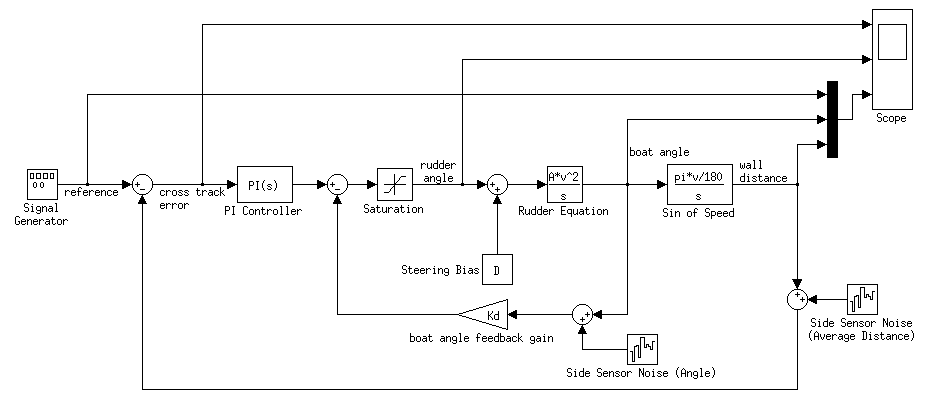 Scope
boat angle
wall
distance
rudder
angle
reference
cross track
error
PI(s)
PI Controller
Saturation
A*v^2
s
Rudder Equation
pi*v/180
s
Sin of Speed
Signal
Generator
Steering Bias
D
Kd
boat angle feedback gain
Side Sensor Noise
(Average Distance)
Side Sensor Noise (Angle)